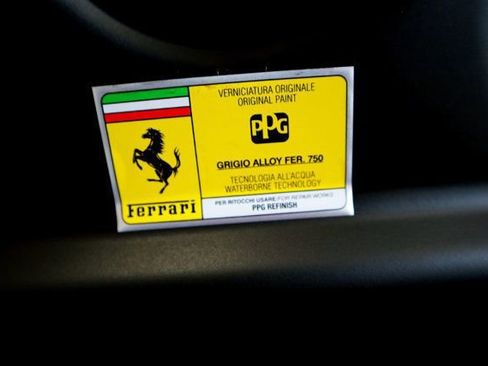 VERNICIATURA ORIGINALE
ORIGINAL PAINT
PPG
GRIGIO ALLOY FER. 750
TECNOLOGIA ALL'ACQUA
WATERBORNE TECHNOLOGY
PER RITOCCHI USARE/FOR REPAIR WORKS
PPG REFINISH
Ferrari